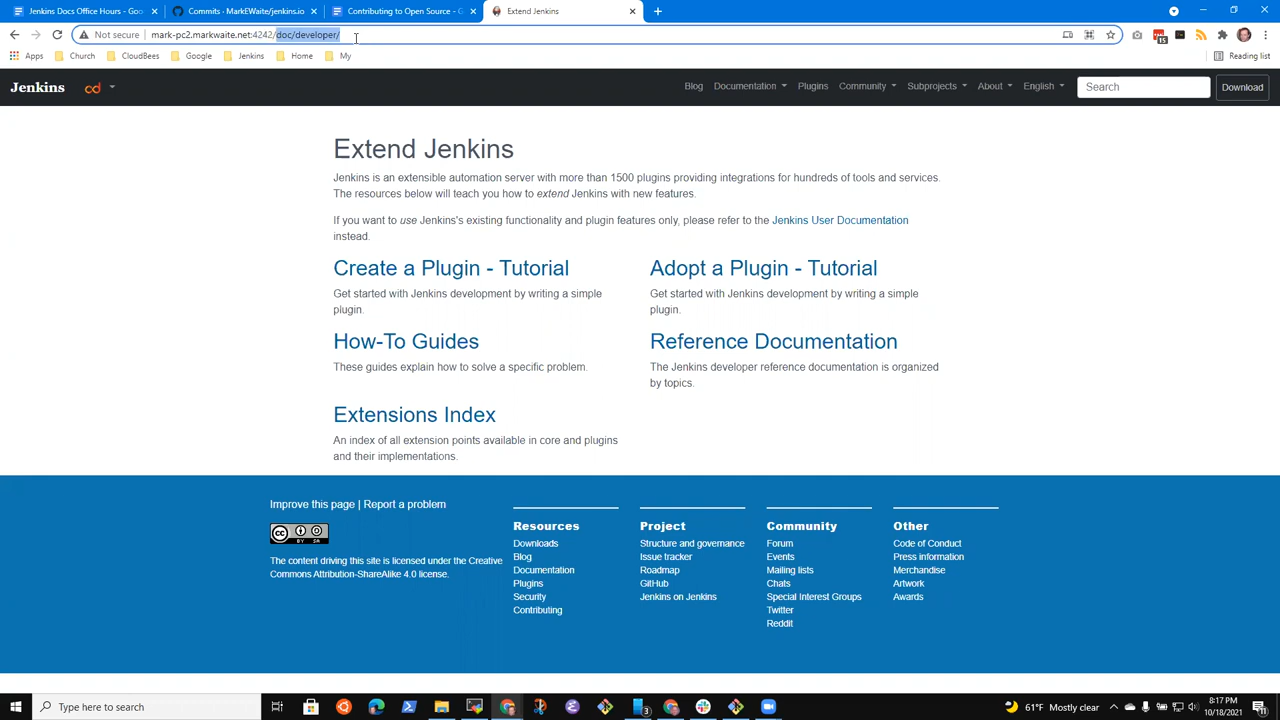 Jenkins Docs Office Hours - Goo
Commits · MarkEWaite/jenkins.io
Contributing to Open Source - G
Extend Jenkins
Not secure
mark-pc2.markwaite.net:4242/doc/developer/
15
Apps
Church
CloudBees
Google
Jenkins
Home
My
Reading list
Jenkins
cd
Blog
Documentation
Plugins
Community
Subprojects
About
English
Search
Download
Extend Jenkins
Jenkins is an extensible automation server with more than 1500 plugins providing integrations for hundreds of tools and services.
The resources below will teach you how to extend Jenkins with new features.
If you want to use Jenkins's existing functionality and plugin features only, please refer to the Jenkins User Documentation
instead.
Create a Plugin - Tutorial
Get started with Jenkins development by writing a simple
plugin.
Adopt a Plugin - Tutorial
Get started with Jenkins development by writing a simple
plugin.
How-To Guides
These guides explain how to solve a specific problem.
Reference Documentation
The Jenkins developer reference documentation is organized
by topics.
Extensions Index
An index of all extension points available in core and plugins
and their implementations.
Improve this page | Report a problem
CC
BY SA
The content driving this site is licensed under the Creative
Commons Attribution-ShareAlike 4.0 license.
Resources
Downloads
Blog
Documentation
Plugins
Security
Contributing
Project
Structure and governance
Issue tracker
Roadmap
GitHub
Jenkins on Jenkins
Community
Forum
Events
Mailing lists
Chats
Special Interest Groups
Twitter
Reddit
Other
Code of Conduct
Press information
Merchandise
Artwork
Awards
Type here to search
3
61°F Mostly clear
8:17 PM
10/18/2021